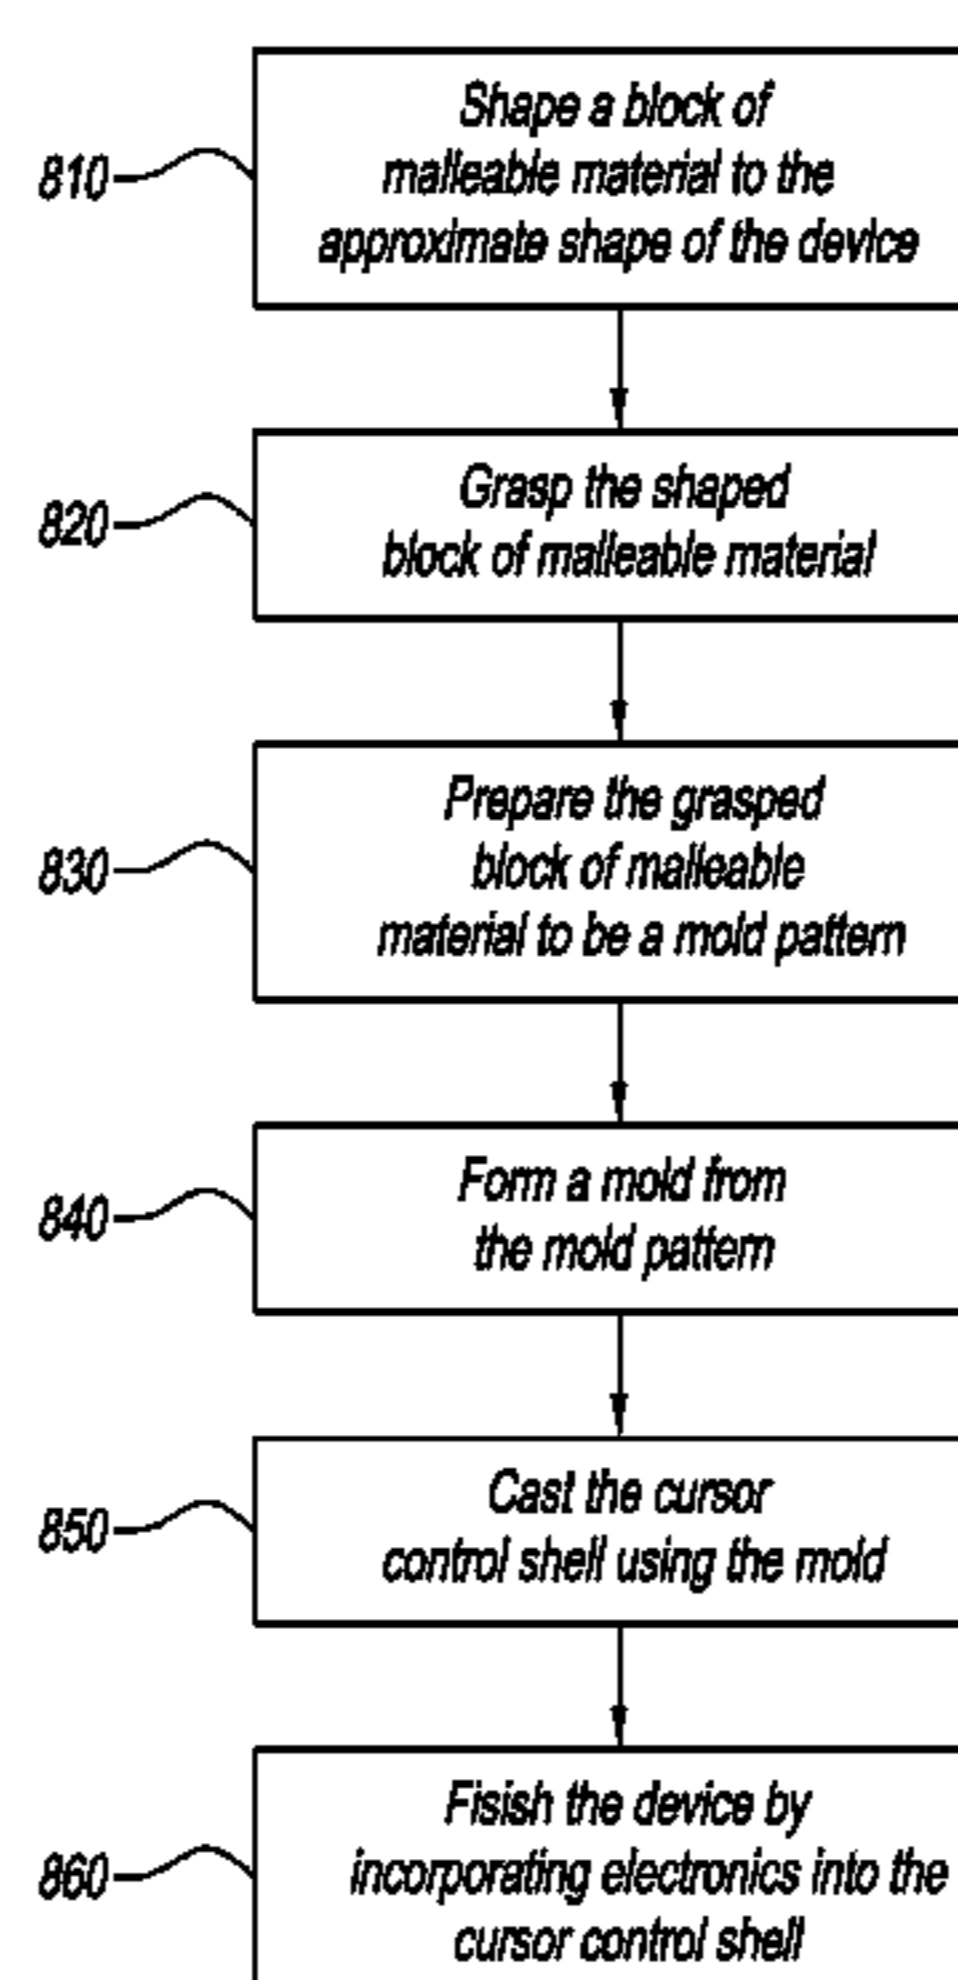 Shape a block of
810
malleable material to the
approximate shape of the device
Grasp the shaped
820
block of malleable material
Prepare the grasped
830
block of malleable
material to be a mold pattern
Form a mold from
840
the mold pattern
Cast the cursor
850
control shell using the mold
Fisish the device by
860
incorporating electronics into the
cursor control shell